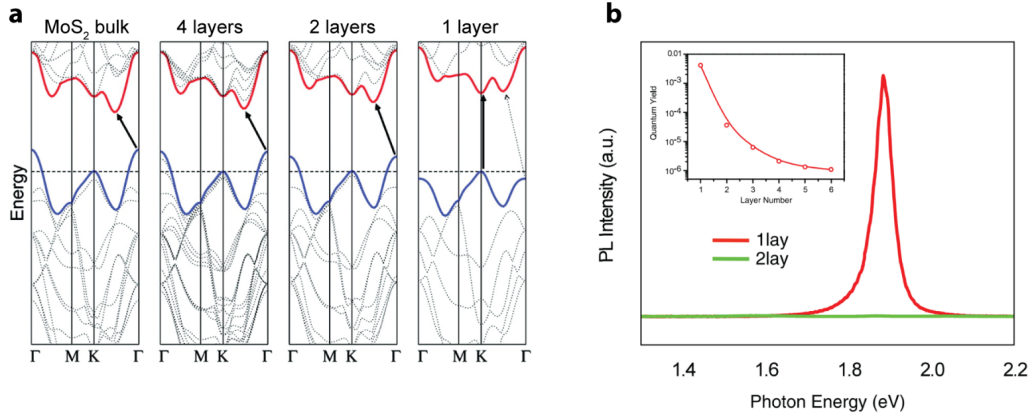 a
MoS2 bulk
4 layers
2 layers
1 layer
Energy
Γ M K Γ
Γ M K Γ
Γ M K Γ
Γ M K Γ
b
0.01
10⁻³
10⁻⁴
10⁻⁵
10⁻⁶
Quantum Yield
1 2 3 4 5 6
Layer Number
1lay
2lay
PL Intensity (a.u.)
1.4 1.6 1.8 2.0 2.2
Photon Energy (eV)